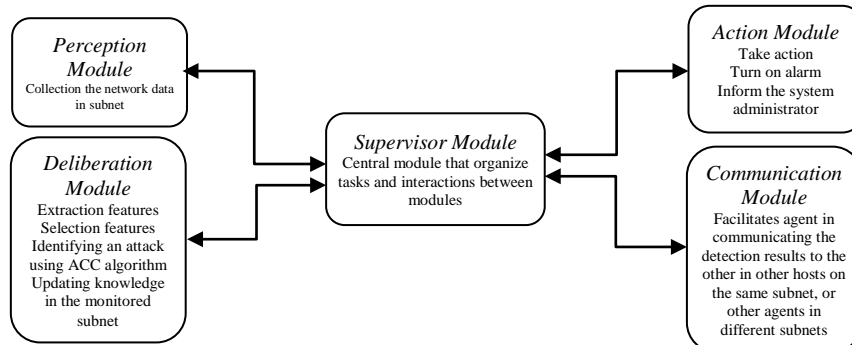 Perception
Module
Collection the network data
in subnet
Deliberation
Module
Extraction features
Selection features
Identifying an attack
using ACC algorithm
Updating knowledge
in the monitored
subnet
Supervisor Module
Central module that organize
tasks and interactions between
modules
Action Module
Take action
Turn on alarm
Inform the system
administrator
Communication
Module
Facilitates agent in
communicating the
detection results to the
other in other hosts on
the same subnet, or
other agents in
different subnets